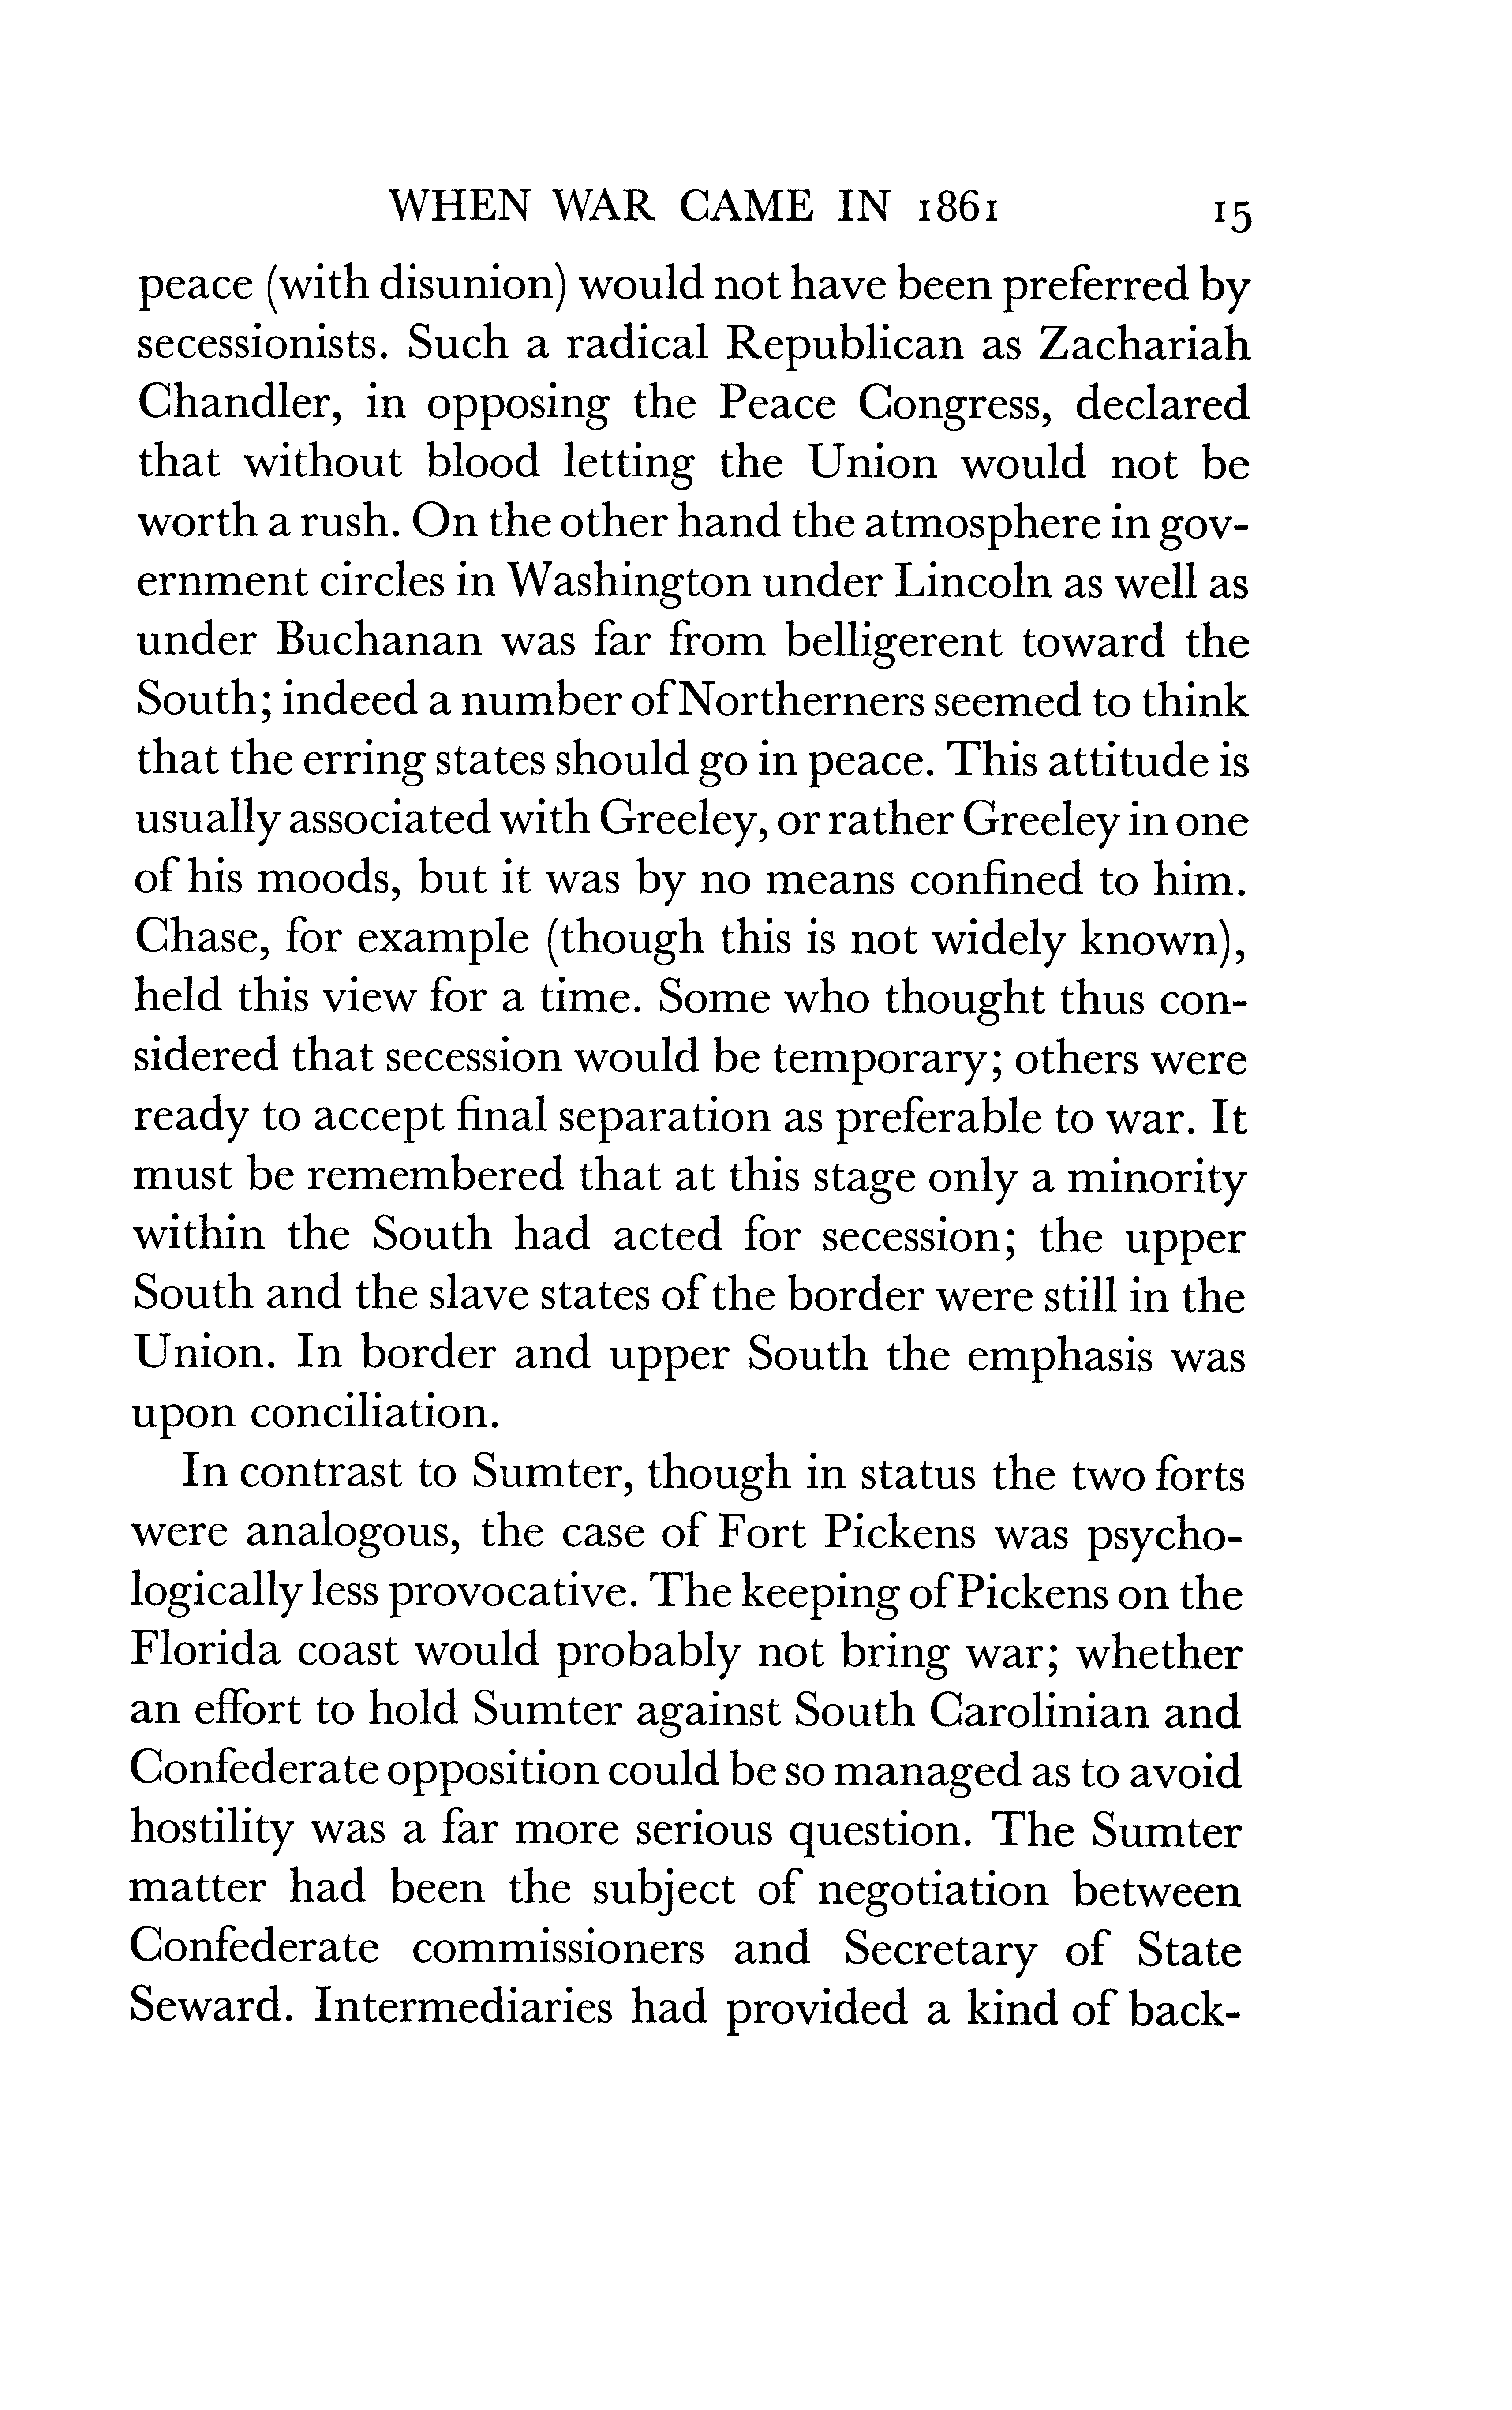 WHEN WAR CAME IN 1861 15
peace (with disunion) would not have been preferred by
secessionists. Such a radical Republican as Zachariah
Chandler, in opposing the Peace Congress, declared
that without blood letting the Union would not be
worth a rush. On the other hand the atmosphere in gov-
ernment circles in Washington under Lincoln as well as
under Buchanan was far from belligerent toward the
South; indeed a number of Northerners seemed to think
that the erring states should go in peace. This attitude is
usually associated with Greeley, or rather Greeley in one
of his moods, but it was by no means confined to him.
Chase, for example (though this is not widely known),
held this view for a time. Some who thought thus con-
sidered that secession would be temporary; others were
ready to accept final separation as preferable to war. It
must be remembered that at this stage only a minority
within the South had acted for secession; the upper
South and the slave states of the border were still in the
Union. In border and upper South the emphasis was
upon conciliation.
In contrast to Sumter, though in status the two forts
were analogous, the case of Fort Pickens was psycho-
logically less provocative. The keeping of Pickens on the
Florida coast would probably not bring war; whether
an effort to hold Sumter against South Carolinian and
Confederate opposition could be so managed as to avoid
hostility was a far more serious question. The Sumter
matter had been the subject of negotiation between
Confederate commissioners and Secretary of State
Seward. Intermediaries had provided a kind of back-